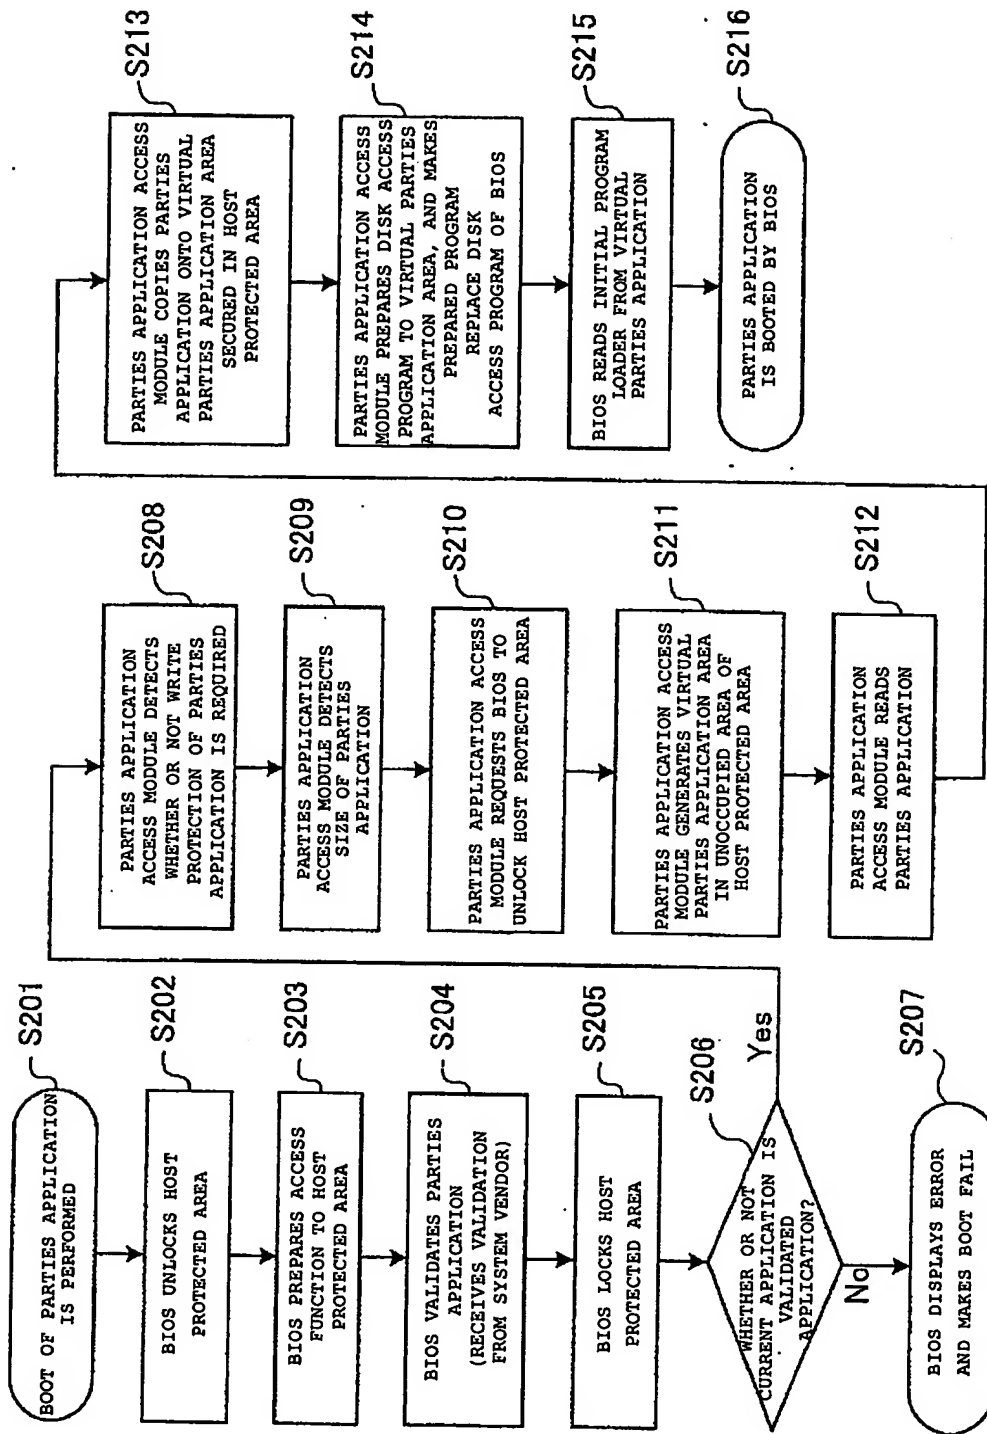 S201
BOOT OF PARTIES APPLICATION
IS PERFORMED
S202
BIOS UNLOCKS HOST
PROTECTED AREA
S203
BIOS PREPARES ACCESS
FUNCTION TO HOST
PROTECTED AREA
S204
BIOS VALIDATES PARTIES
APPLICATION
(RECEIVES VALIDATION
FROM SYSTEM VENDOR)
S205
BIOS LOCKS HOST
PROTECTED AREA
S206
WHETHER OR NOT
CURRENT APPLICATION IS
VALIDATED
APPLICATION?
Yes
No
S207
BIOS DISPLAYS ERROR
AND MAKES BOOT FAIL
S208
PARTIES APPLICATION
ACCESS MODULE DETECTS
WHETHER OR NOT WRITE
PROTECTION OF PARTIES
APPLICATION IS REQUIRED
S209
PARTIES APPLICATION
ACCESS MODULE DETECTS
SIZE OF PARTIES
APPLICATION
S210
PARTIES APPLICATION ACCESS
MODULE REQUESTS BIOS TO
UNLOCK HOST PROTECTED AREA
S211
PARTIES APPLICATION ACCESS
MODULE GENERATES VIRTUAL
PARTIES APPLICATION AREA
IN UNOCCUPIED AREA OF
HOST PROTECTED AREA
S212
PARTIES APPLICATION
ACCESS MODULE READS
PARTIES APPLICATION
S213
PARTIES APPLICATION ACCESS
MODULE COPIES PARTIES
APPLICATION ONTO VIRTUAL
PARTIES APPLICATION AREA
SECURED IN HOST
PROTECTED AREA
S214
PARTIES APPLICATION ACCESS
MODULE PREPARES DISK ACCESS
PROGRAM TO VIRTUAL PARTIES
APPLICATION AREA, AND MAKES
PREPARED PROGRAM
REPLACE DISK
ACCESS PROGRAM OF BIOS
S215
BIOS READS INITIAL PROGRAM
LOADER FROM VIRTUAL
PARTIES APPLICATION
S216
PARTIES APPLICATION
IS BOOTED BY BIOS